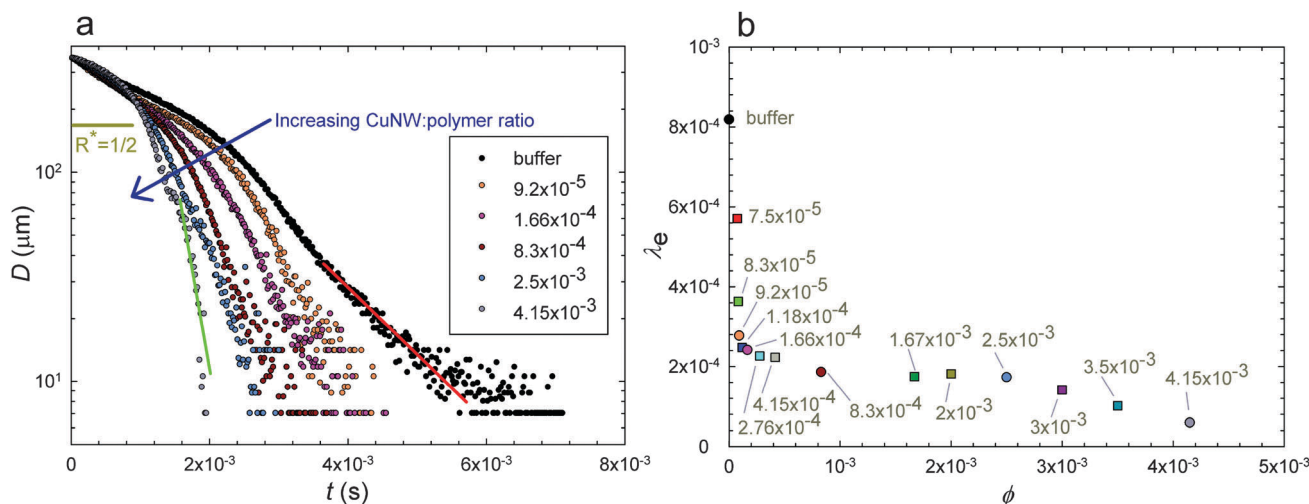 a
D (μm)
10²
10¹
R*=1/2
Increasing CuNW:polymer ratio
buffer
9.2x10⁻⁵
1.66x10⁻⁴
8.3x10⁻⁴
2.5x10⁻³
4.15x10⁻³
0 2x10⁻³ 4x10⁻³ 6x10⁻³ 8x10⁻³
t (s)
b
λe
10⁻³
8x10⁻⁴
6x10⁻⁴
4x10⁻⁴
2x10⁻⁴
0
buffer
7.5x10⁻⁵
8.3x10⁻⁵
9.2x10⁻⁵
1.18x10⁻⁴
1.66x10⁻⁴
1.67x10⁻³
2.5x10⁻³
3.5x10⁻³
4.15x10⁻³
4.15x10⁻⁴
2.76x10⁻⁴
8.3x10⁻⁴
2x10⁻³
3x10⁻³
0 10⁻³ 2x10⁻³ 3x10⁻³ 4x10⁻³ 5x10⁻³
ϕ